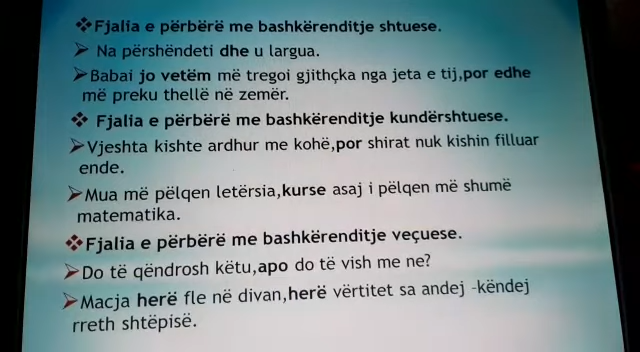 ❖Fjalia e përbërë me bashkërenditje shtuese.
➢ Na përshëndeti dhe u largua.
➢Babai jo vetëm më tregoi gjithçka nga jeta e tij,por edhe
më preku thellë në zemër.
❖ Fjalia e përbërë me bashkërenditje kundërshtuese.
➢Vjeshta kishte ardhur me kohë,por shirat nuk kishin filluar
ende.
➢Mua më pëlqen letërsia,kurse asaj i pëlqen më shumë
matematika.
❖Fjalia e përbërë me bashkërenditje veçuese.
➢Do të qëndrosh këtu,apo do të vish me ne?
➢Macja herë fle në divan,herë vërtitet sa andej -këndej
rreth shtëpisë.